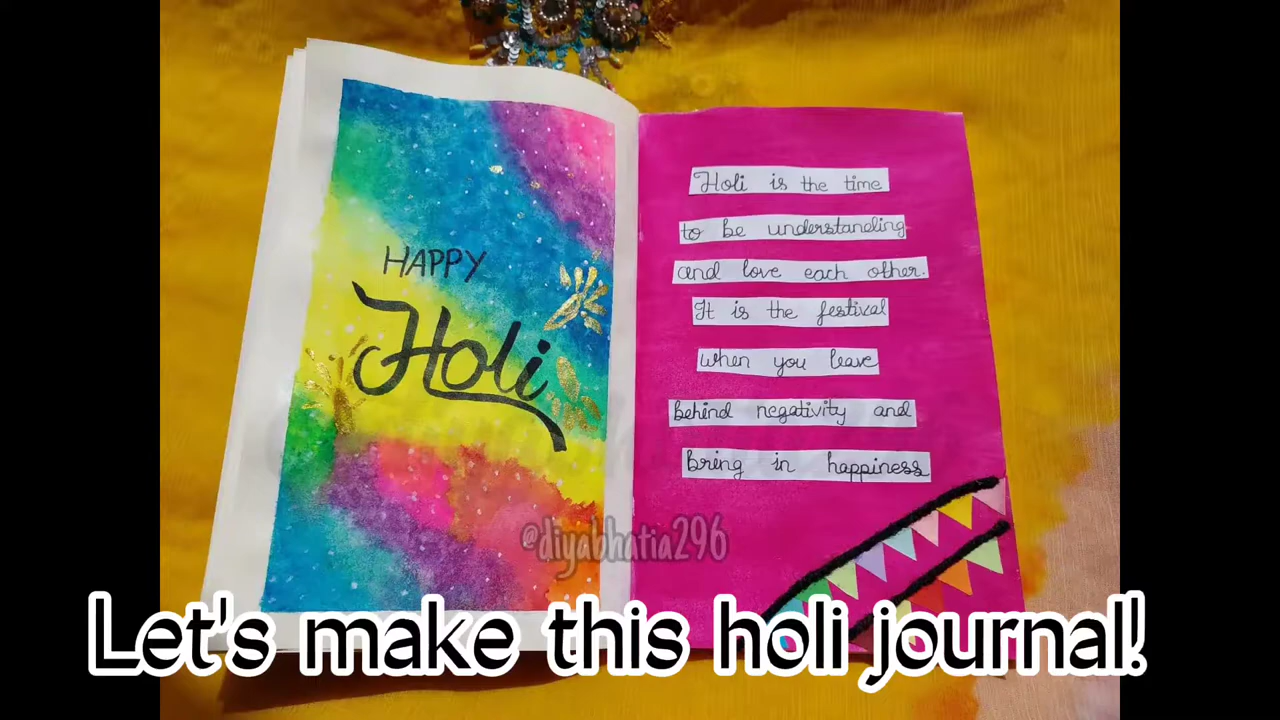 HAPPY
Holi
Holi is the time
to be understanding
and love each other.
It is the festival
when you leave
behind negativity and
bring in happiness
@diyabhatia296
Let's make this holi journal!